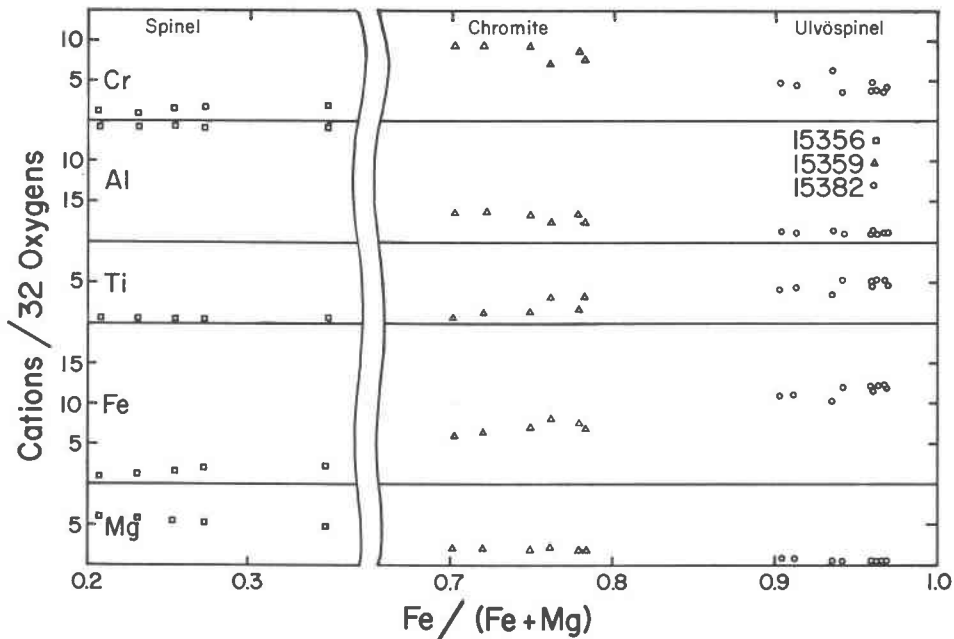 Spinel Chromite Ulvöspinel
10
5
Cr
15356
15359
15382
10
15
Al
5
Ti
15
10
5
Fe
5
Mg
0.2 0.3 0.7 0.8 0.9 1.0
Fe / (Fe + Mg)
Cations / 32 Oxygens